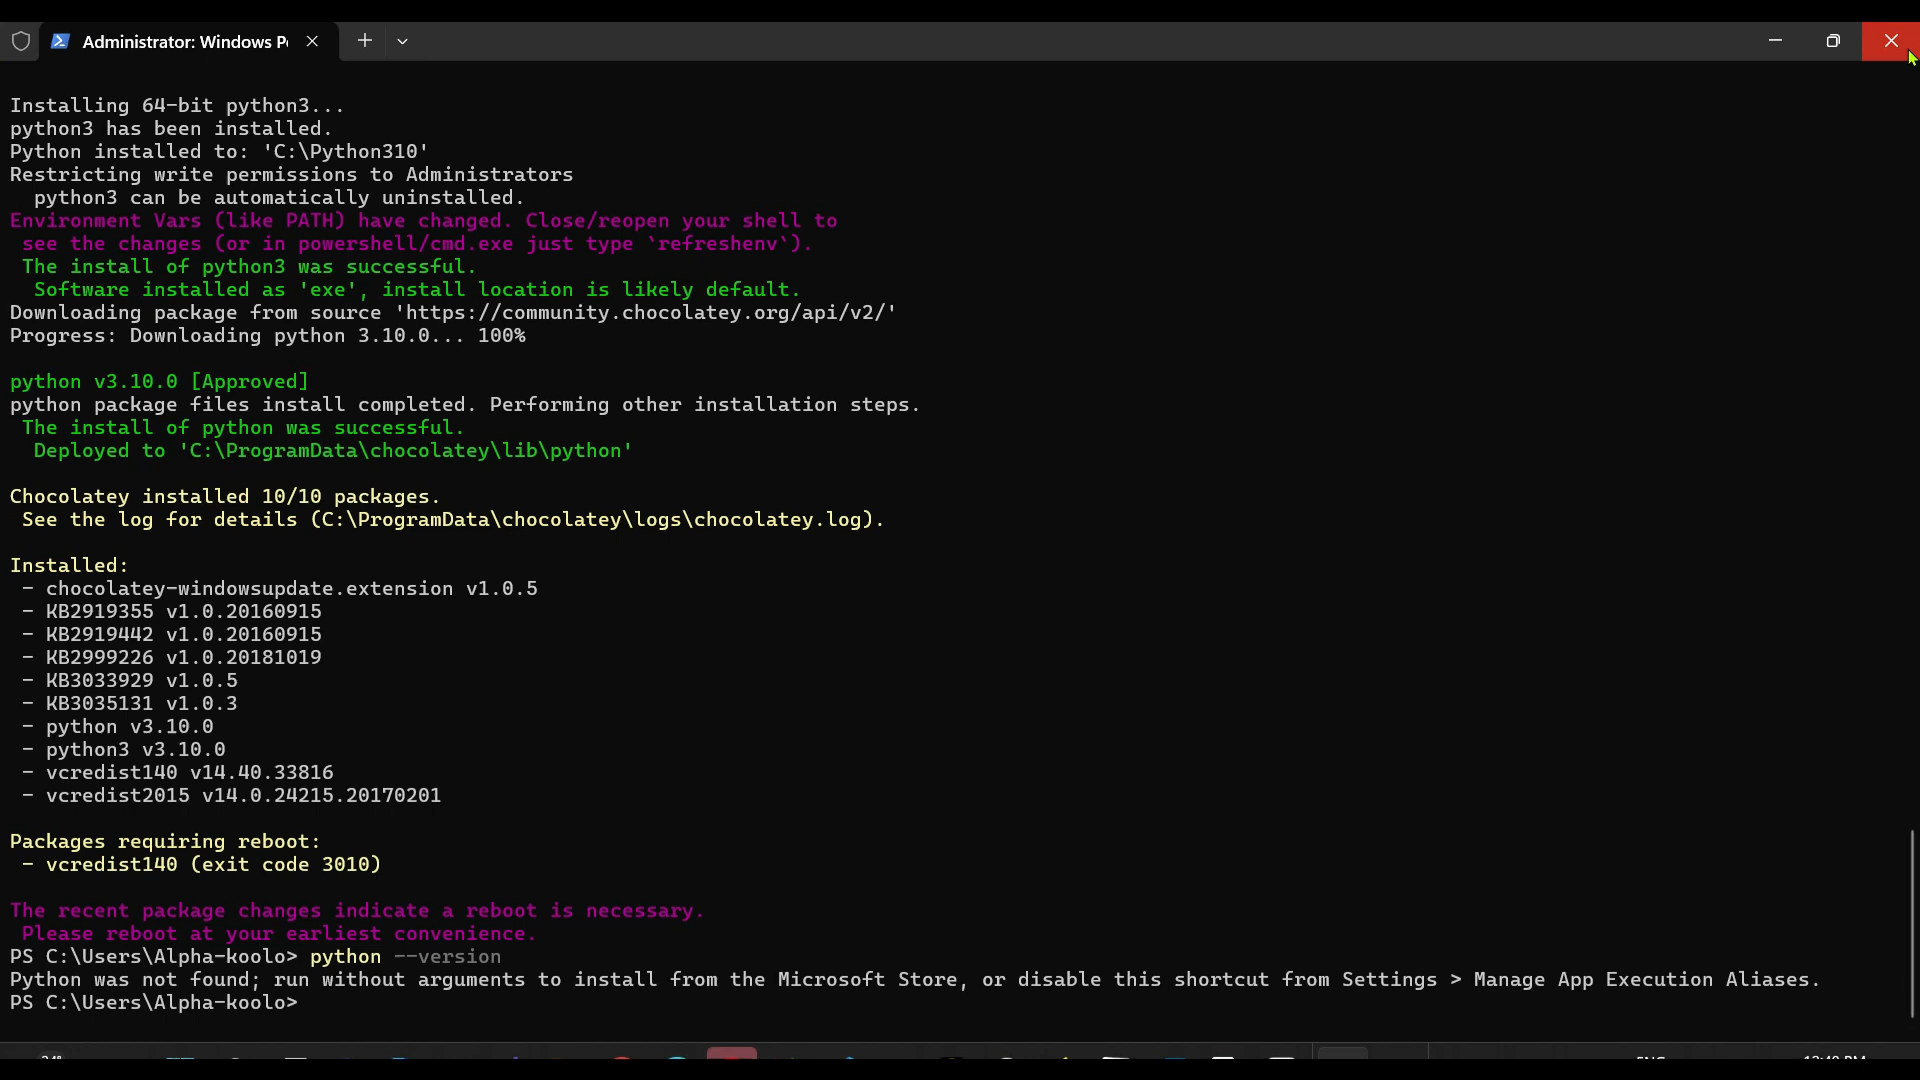 Administrator: Windows P
Installing 64-bit python3...
python3 has been installed.
Python installed to: 'C:\Python310'
Restricting write permissions to Administrators
python3 can be automatically uninstalled.
Environment Vars (like PATH) have changed. Close/reopen your shell to
see the changes (or in powershell/cmd.exe just type `refreshenv`).
The install of python3 was successful.
Software installed as 'exe', install location is likely default.
Downloading package from source 'https://community.chocolatey.org/api/v2/'
Progress: Downloading python 3.10.0... 100%
python v3.10.0 [Approved]
python package files install completed. Performing other installation steps.
The install of python was successful.
Deployed to 'C:\ProgramData\chocolatey\lib\python'
Chocolatey installed 10/10 packages.
See the log for details (C:\ProgramData\chocolatey\logs\chocolatey.log).
Installed:
- chocolatey-windowsupdate.extension v1.0.5
- KB2919355 v1.0.20160915
- KB2919442 v1.0.20160915
- KB2999226 v1.0.20181019
- KB3033929 v1.0.5
- KB3035131 v1.0.3
- python v3.10.0
- python3 v3.10.0
- vcredist140 v14.40.33816
- vcredist2015 v14.0.24215.20170201
Packages requiring reboot:
- vcredist140 (exit code 3010)
The recent package changes indicate a reboot is necessary.
Please reboot at your earliest convenience.
PS C:\Users\Alpha-koolo> python --version
Python was not found; run without arguments to install from the Microsoft Store, or disable this shortcut from Settings > Manage App Execution Aliases.
PS C:\Users\Alpha-koolo>